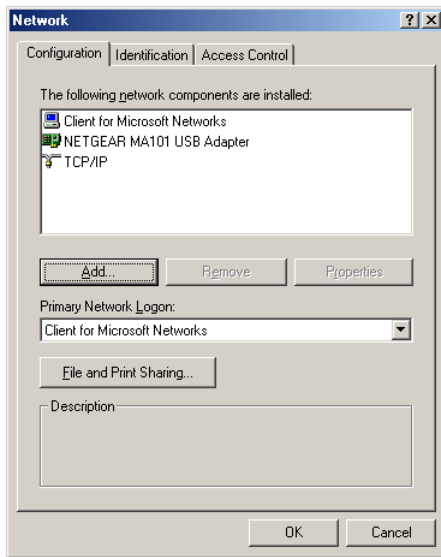 Network
Configuration Identification Access Control
The following network components are installed:
Client for Microsoft Networks
NETGEAR MA101 USB Adapter
TCP/IP
Add... Remove Properties
Primary Network Logon:
Client for Microsoft Networks
File and Print Sharing...
Description
OK Cancel